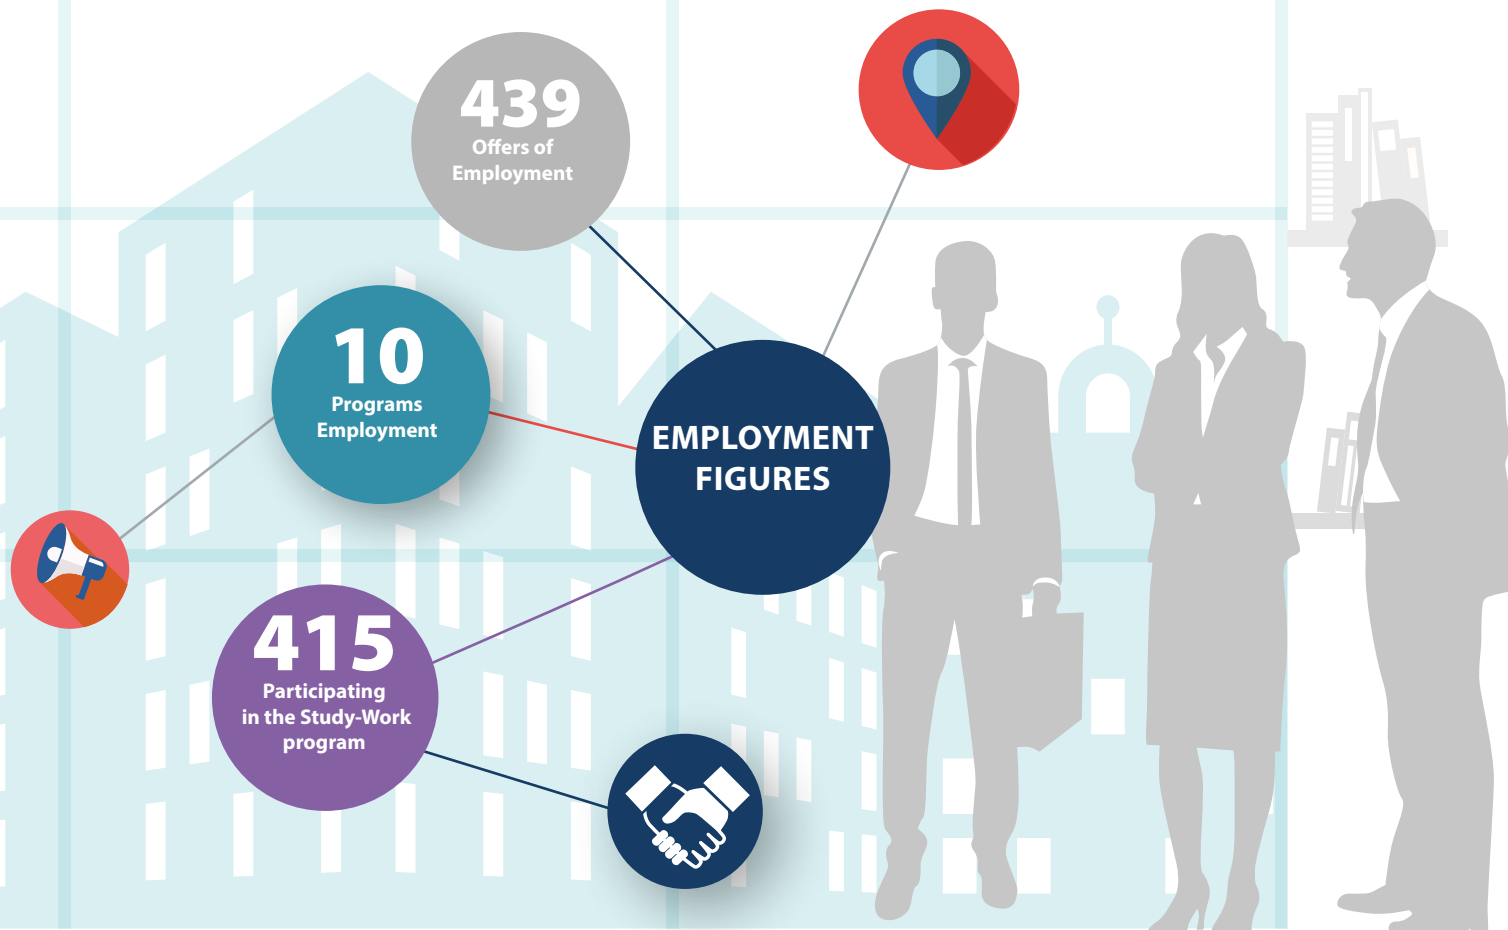 439
Offers of
Employment
10
Programs
Employment
EMPLOYMENT
FIGURES
415
Participating
in the Study-Work
program